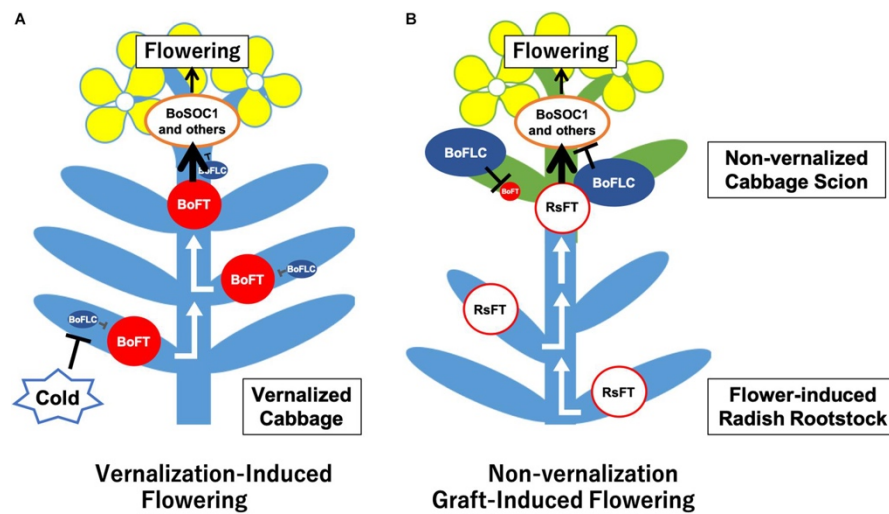 A
Flowering
BoSOC1
and others
BoFLC
BoFT
BoFT
BoFLC
BoFLC
BoFT
Cold
Vernalized
Cabbage
Vernalization-Induced
Flowering
B
Flowering
BoSOC1
and others
BoFLC
BoFT
BoFLC
RsFT
Non-vernalized
Cabbage Scion
RsFT
RsFT
Flower-induced
Radish Rootstock
Non-vernalization
Graft-Induced Flowering